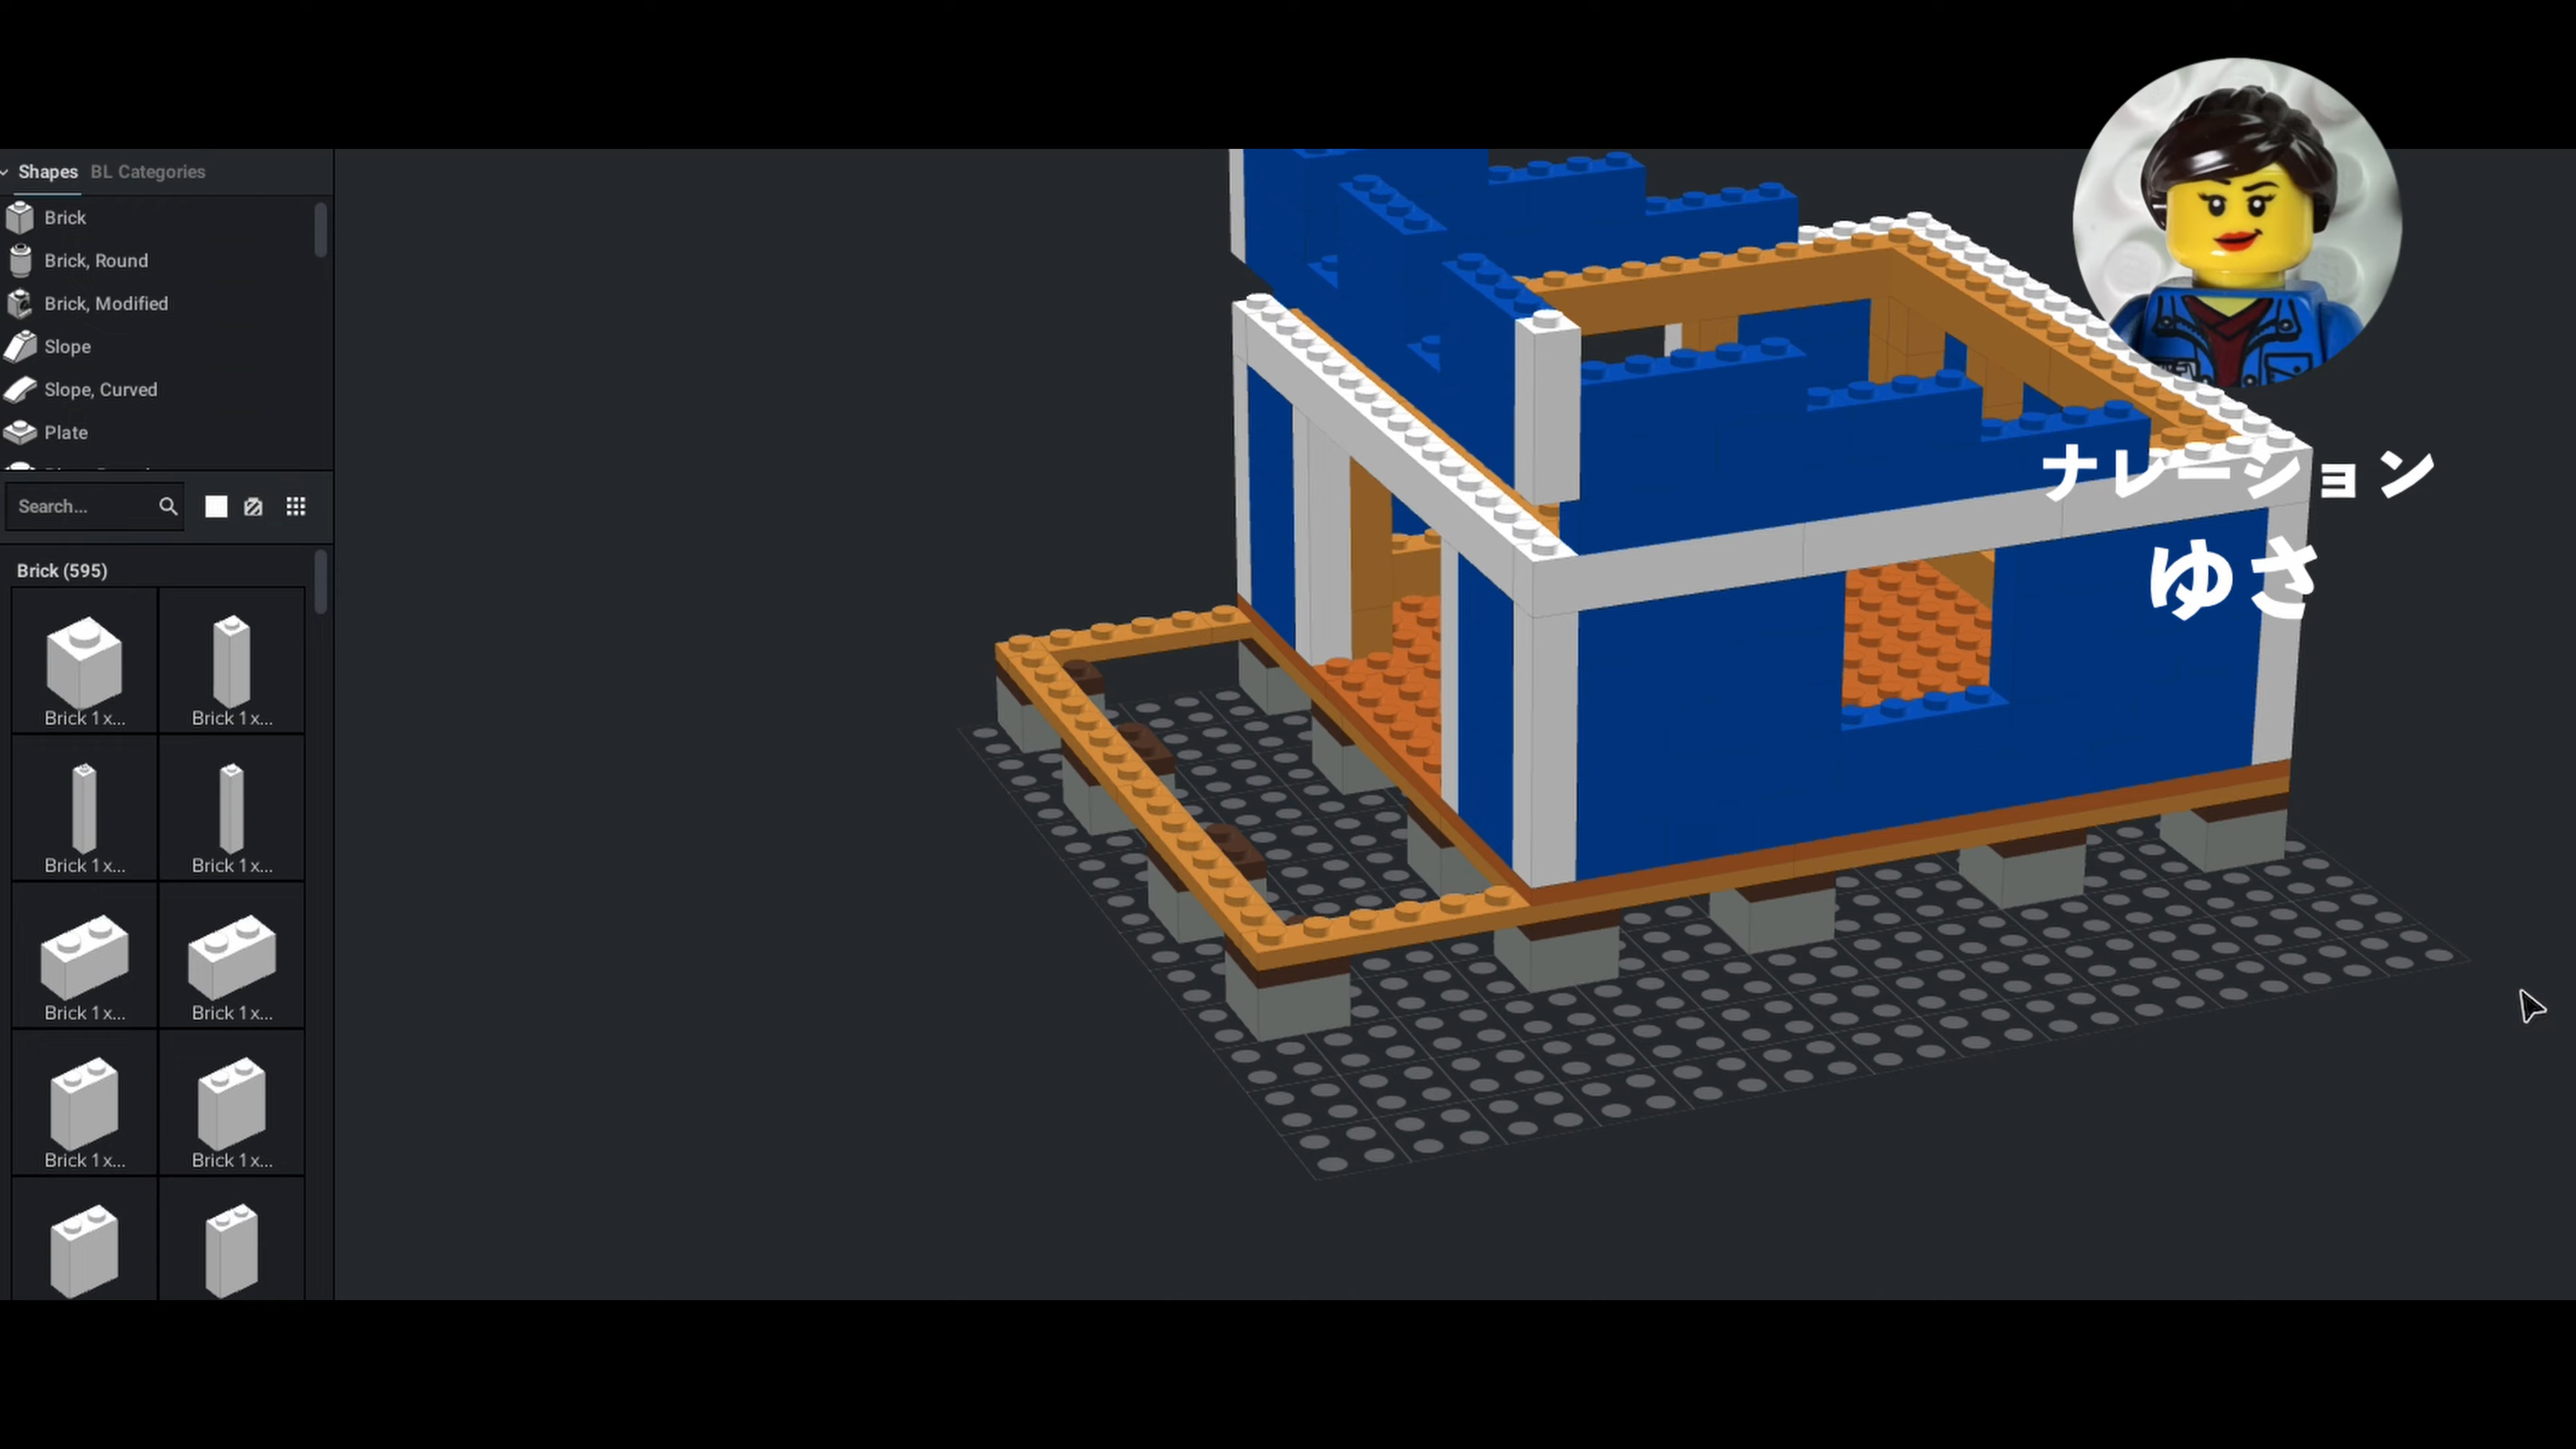 Shapes BL Categories
Brick
Brick, Round
Brick, Modified
Slope
Slope, Curved
Plate
Search...
Brick (595)
Brick 1 x... Brick 1 x...
Brick 1 x... Brick 1 x...
Brick 1 x... Brick 1 x...
Brick 1 x... Brick 1 x...
ナレーション
ゆさ